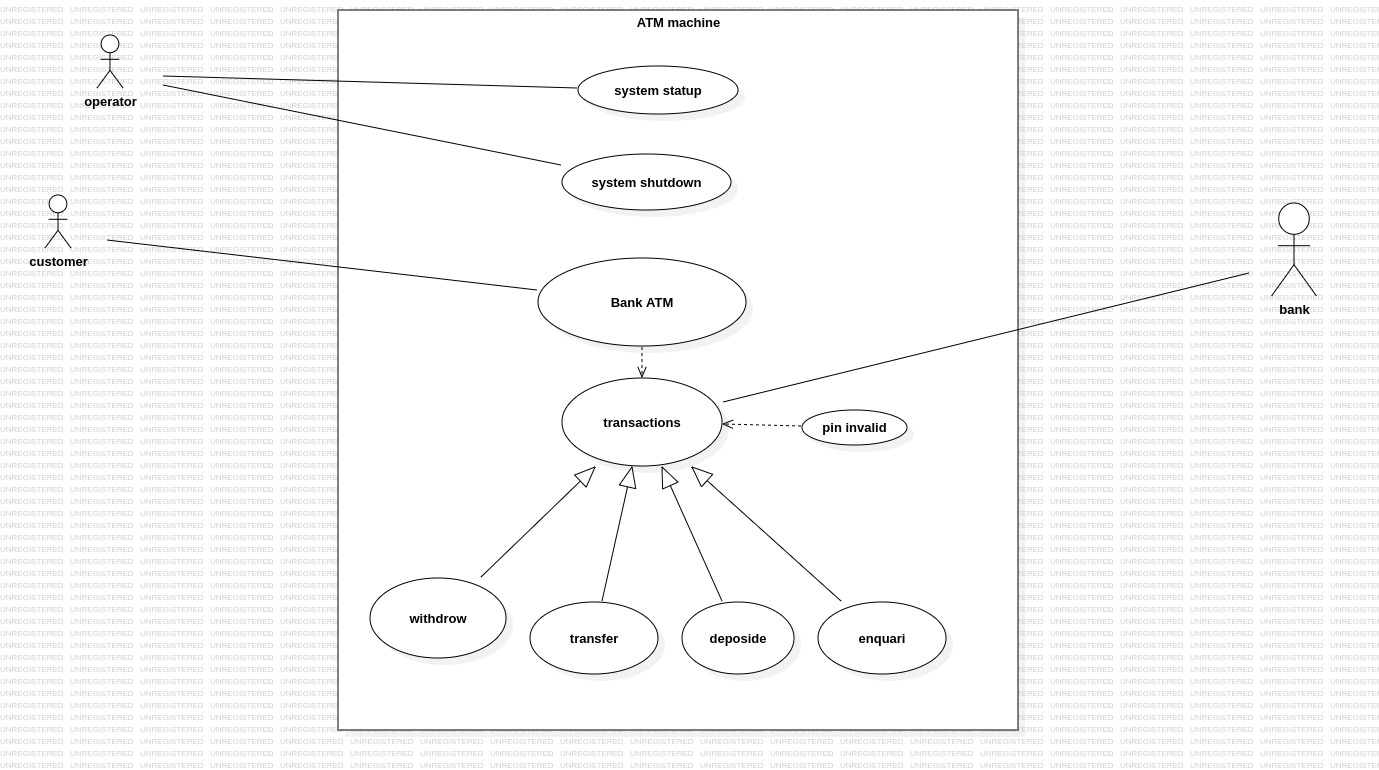 ATM machine
operator
system statup
system shutdown
customer
Bank ATM
bank
transactions
pin invalid
withdrow
transfer
deposide
enquari
UNREGISTERED